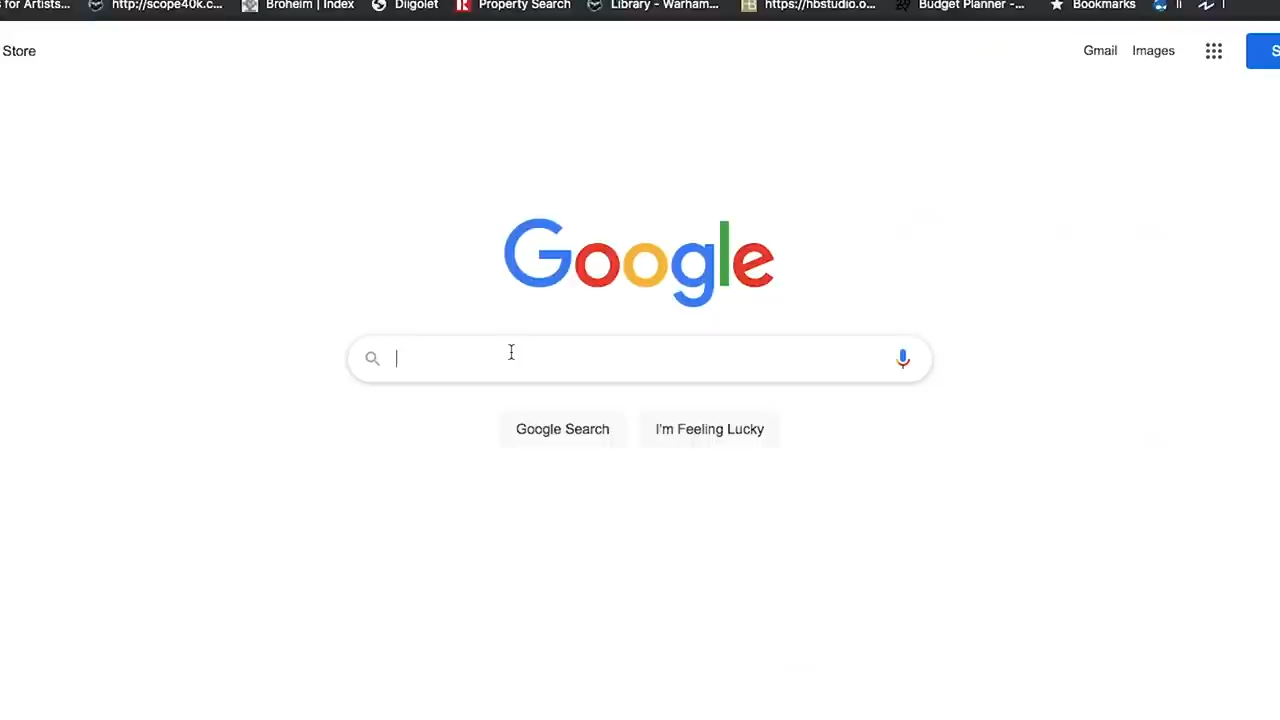 s for Artists... http://scope40k.c... Broheim | Index Diigolet Property Search Library - Warham... https://hbstudio.o... Budget Planner -... Bookmarks
Store Gmail Images S
Google
Google Search I'm Feeling Lucky